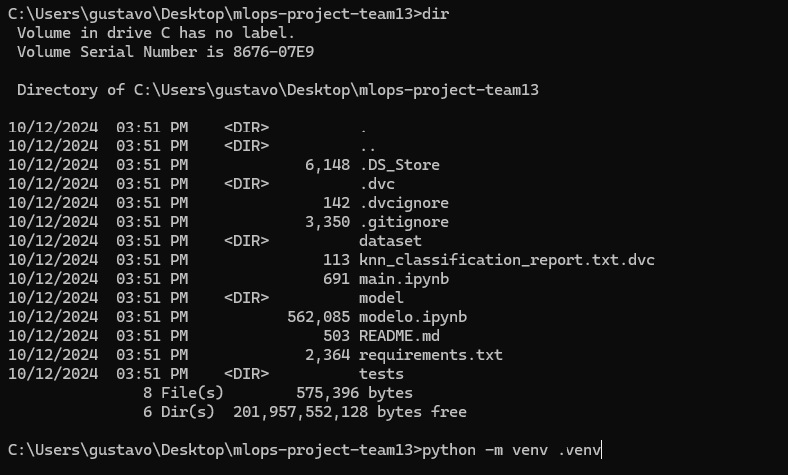 C:\Users\gustavo\Desktop\mlops-project-team13>dir
 Volume in drive C has no label.
 Volume Serial Number is 8676-07E9

 Directory of C:\Users\gustavo\Desktop\mlops-project-team13

10/12/2024  03:51 PM    <DIR>          .
10/12/2024  03:51 PM    <DIR>          ..
10/12/2024  03:51 PM             6,148 .DS_Store
10/12/2024  03:51 PM    <DIR>          .dvc
10/12/2024  03:51 PM               142 .dvcignore
10/12/2024  03:51 PM             3,350 .gitignore
10/12/2024  03:51 PM    <DIR>          dataset
10/12/2024  03:51 PM               113 knn_classification_report.txt.dvc
10/12/2024  03:51 PM               691 main.ipynb
10/12/2024  03:51 PM    <DIR>          model
10/12/2024  03:51 PM           562,085 modelo.ipynb
10/12/2024  03:51 PM               503 README.md
10/12/2024  03:51 PM             2,364 requirements.txt
10/12/2024  03:51 PM    <DIR>          tests
               8 File(s)        575,396 bytes
               6 Dir(s)  201,957,552,128 bytes free

C:\Users\gustavo\Desktop\mlops-project-team13>python -m venv .venv